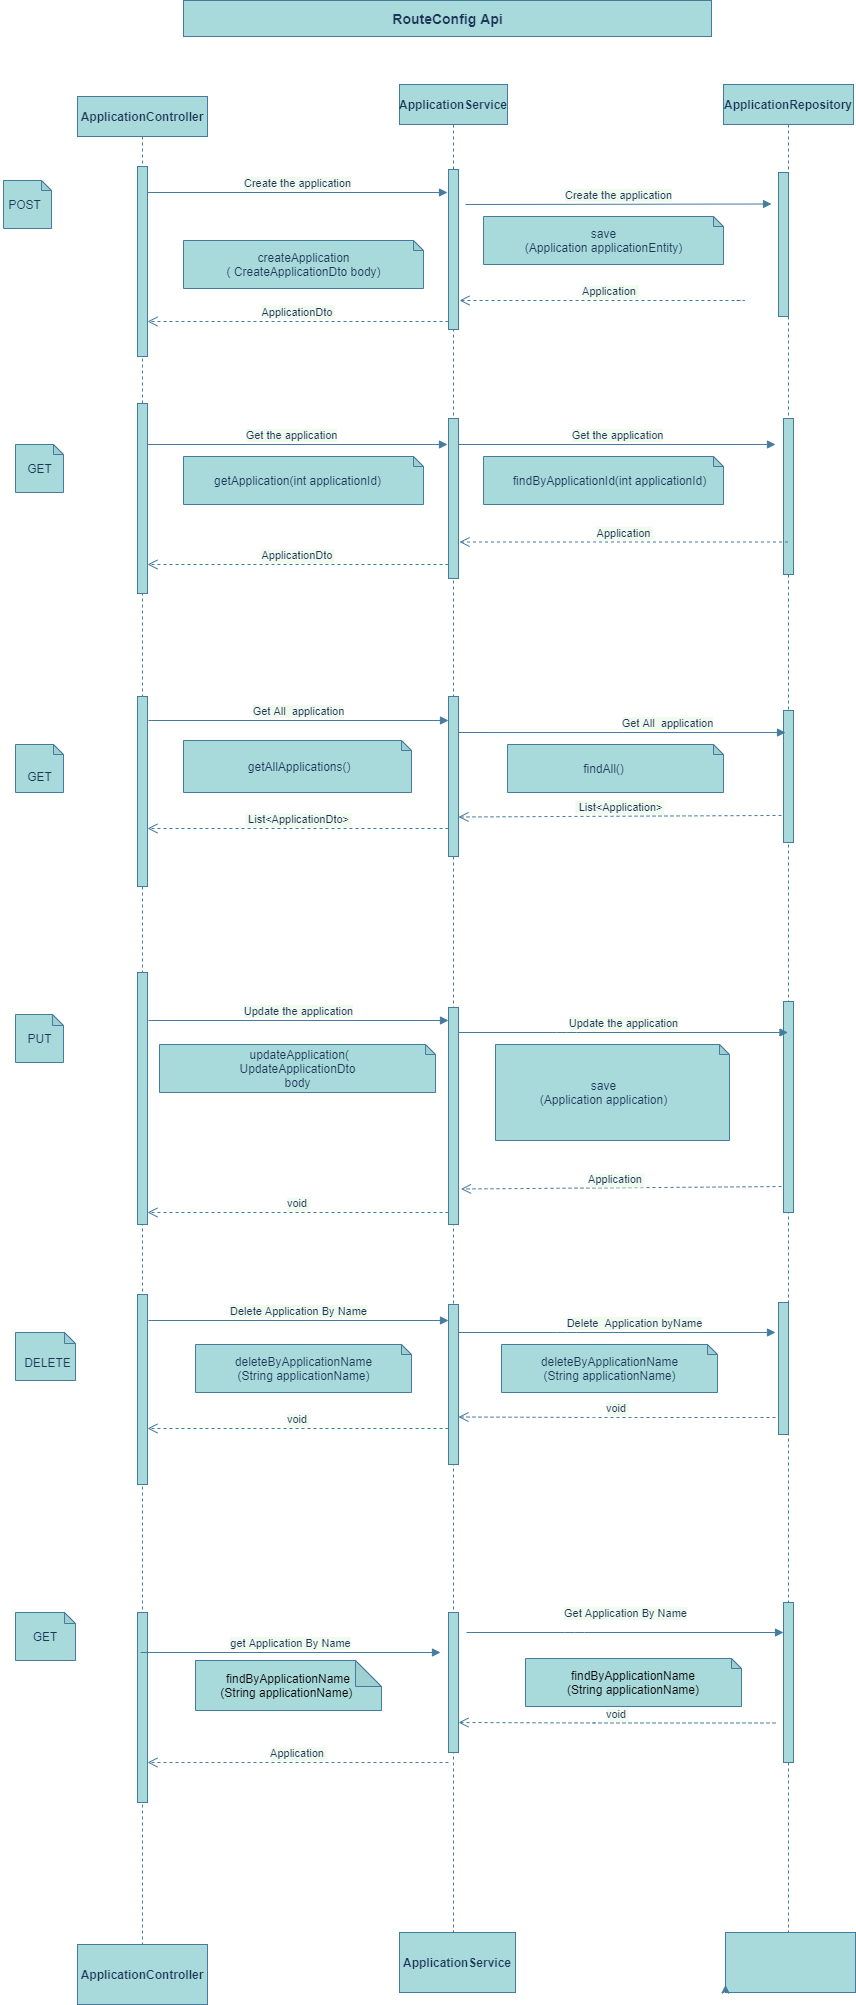 RouteConfig Api
ApplicationController
ApplicationService
ApplicationRepository
POST
Create the application
Create the application
save
(Application applicationEntity)
createApplication
( CreateApplicationDto body)
Application
ApplicationDto
GET
Get the application
Get the application
getApplication(int applicationId)
findByApplicationId(int applicationId)
Application
ApplicationDto
GET
Get All  application
Get All  application
getAllApplications()
findAll()
List<Application>
List<ApplicationDto>
PUT
Update the application
Update the application
updateApplication(
UpdateApplicationDto
body
save
(Application application)
Application
void
DELETE
Delete Application By Name
Delete  Application byName
deleteByApplicationName
(String applicationName)
deleteByApplicationName
(String applicationName)
void
void
GET
get Application By Name
Get Application By Name
findByApplicationName
(String applicationName)
findByApplicationName
(String applicationName)
void
Application
ApplicationController
ApplicationService